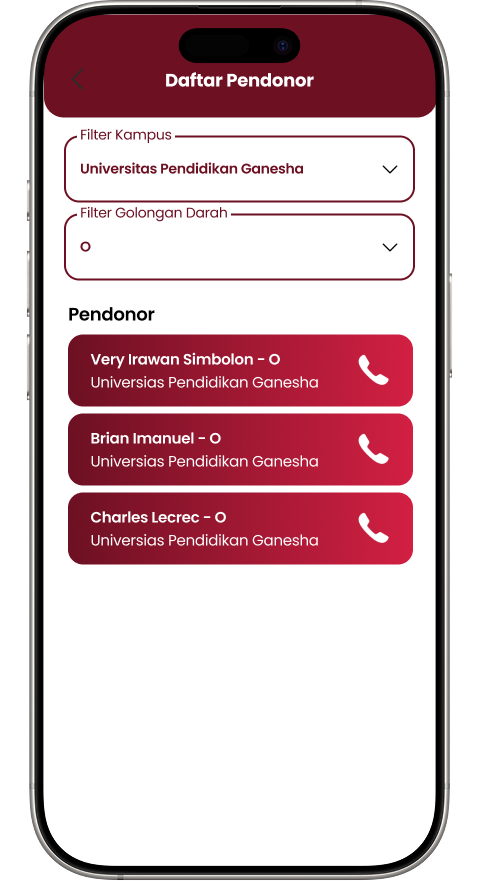 Daftar Pendonor
Filter Kampus
Universitas Pendidikan Ganesha
Filter Golongan Darah
O
Pendonor
Very Irawan Simbolon - O
Universias Pendidikan Ganesha
Brian Imanuel - O
Universias Pendidikan Ganesha
Charles Lecrec - O
Universias Pendidikan Ganesha